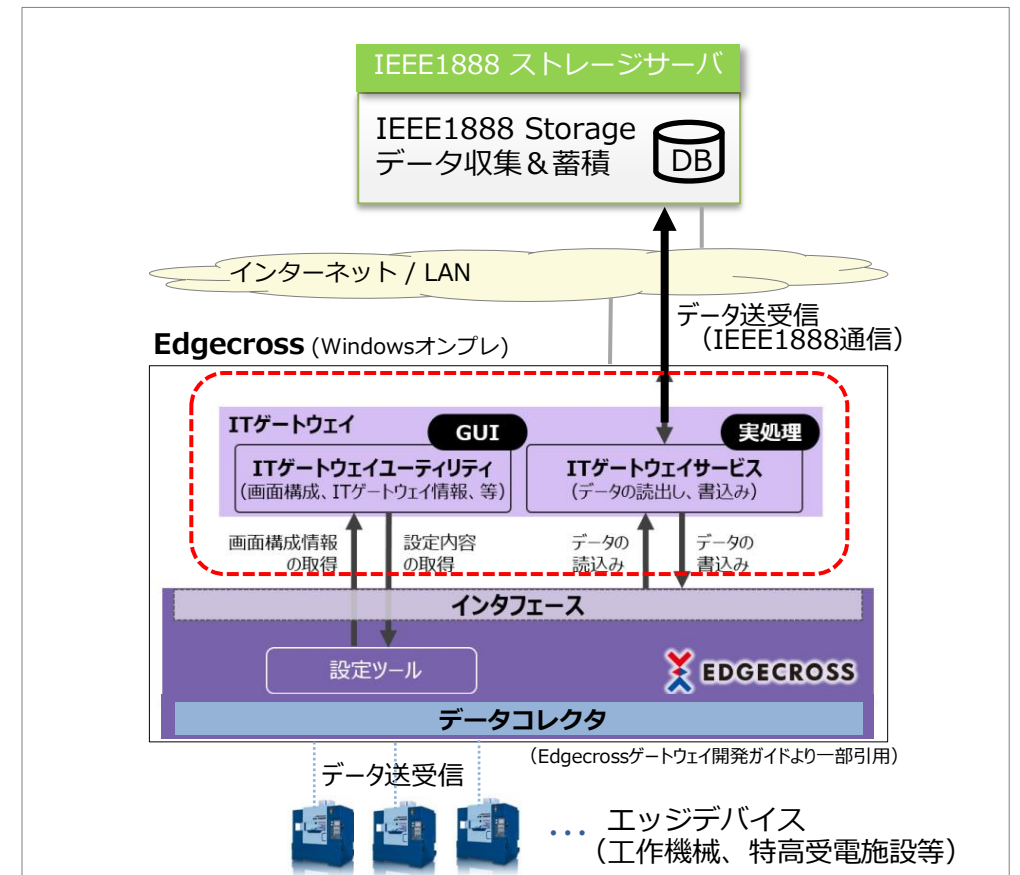 IEEE1888 ストレージサーバ
IEEE1888 Storage
データ収集＆蓄積
DB
インターネット / LAN
データ送受信
（IEEE1888通信）
Edgecross (Windowsオンプレ)
ITゲートウェイ
GUI
実処理
ITゲートウェイユーティリティ
(画面構成、ITゲートウェイ情報、等)
ITゲートウェイサービス
(データの読出し、書込み)
画面構成情報
の取得
設定内容
の取得
データの
読込み
データの
書込み
インタフェース
設定ツール
EDGECROSS
データコレクタ
（Edgecrossゲートウェイ開発ガイドより一部引用）
データ送受信
… エッジデバイス
（工作機械、特高受電施設等）